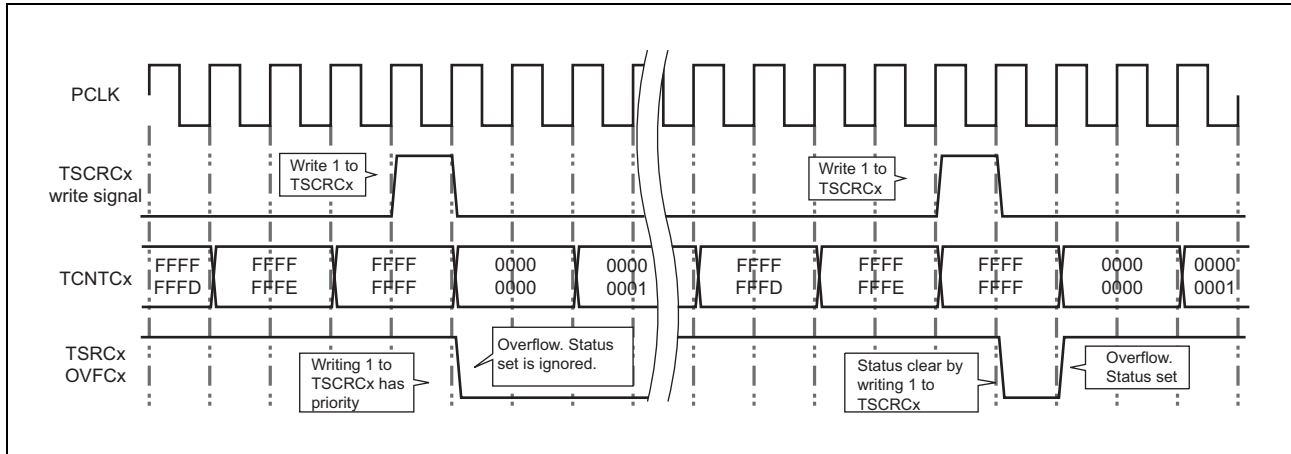 PCLK
TSCRCx
write signal
Write 1 to
TSCRCx
Write 1 to
TSCRCx
TCNTCx
FFFF FFFF FFFF 0000 0000 FFFF FFFF FFFF 0000 0000
FFFD FFFE FFFF 0000 0001 FFFD FFFE FFFF 0000 0001
TSRCx
OVFCx
Writing 1 to
TSCRCx has
priority
Overflow. Status
set is ignored.
Status clear by
writing 1 to
TSCRCx
Overflow.
Status set